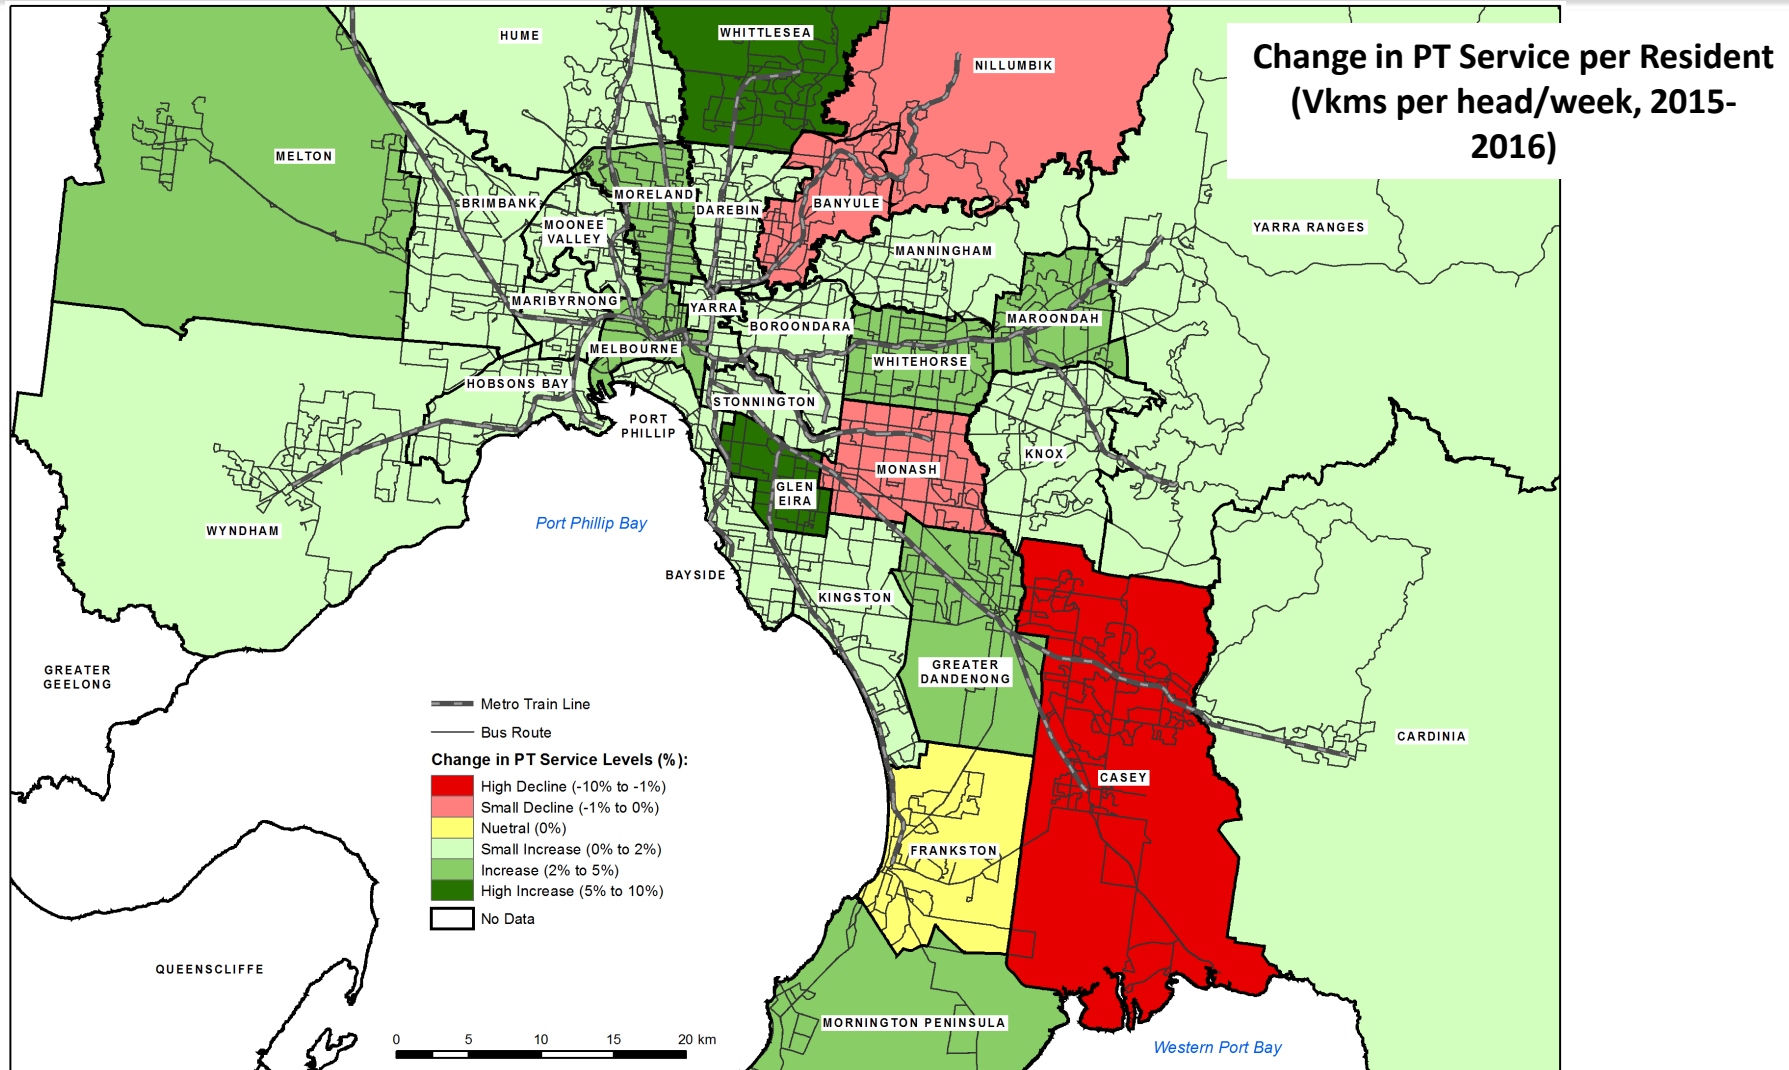 Change in PT Service per Resident
(Vkms per head/week, 2015-
2016)
HUME
WHITTLESEA
NILLUMBIK
MELTON
BRIMBANK
MORELAND
DAREBIN
BANYULE
MOONEE
VALLEY
MANNINGHAM
YARRA RANGES
MARIBYRNONG
YARRA
BOROONDARA
MAROONDAH
MELBOURNE
WHITEHORSE
HOBSONS BAY
STONNINGTON
PORT
PHILLIP
MONASH
KNOX
GLEN
EIRA
WYNDHAM
Port Phillip Bay
BAYSIDE
KINGSTON
GREATER
GEELONG
GREATER
DANDENONG
CARDINIA
CASEY
FRANKSTON
QUEENSCLIFFE
MORNINGTON PENINSULA
Western Port Bay
Metro Train Line
Bus Route
Change in PT Service Levels (%):
High Decline (-10% to -1%)
Small Decline (-1% to 0%)
Nuetral (0%)
Small Increase (0% to 2%)
Increase (2% to 5%)
High Increase (5% to 10%)
No Data
0 5 10 15 20 km